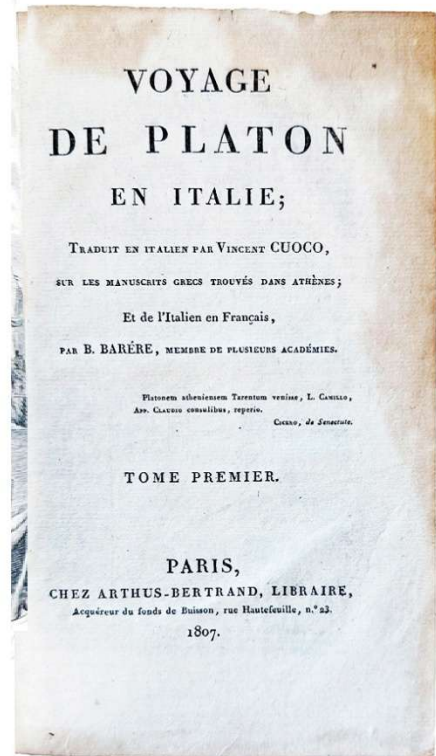 VOYAGE
DE PLATON
EN ITALIE;
TRADUIT EN ITALIEN PAR VINCENT CUOCO,
SUR LES MANUSCRITS GRECS TROUVÉS DANS ATHÈNES;
Et de l'Italien en Français,
PAR B. BARÉRE, MEMBRE DE PLUSIEURS ACADÉMIES.
Platonem atheniensem Tarentum venisse, L. CAMILLO,
APP. CLAUDIO consulibus, reperio.
CICERO, de Senectute.
TOME PREMIER.
PARIS,
CHEZ ARTHUS-BERTRAND, LIBRAIRE,
Acquéreur du fonds de Buisson, rue Hautefeuille, n.° 23.
1807.